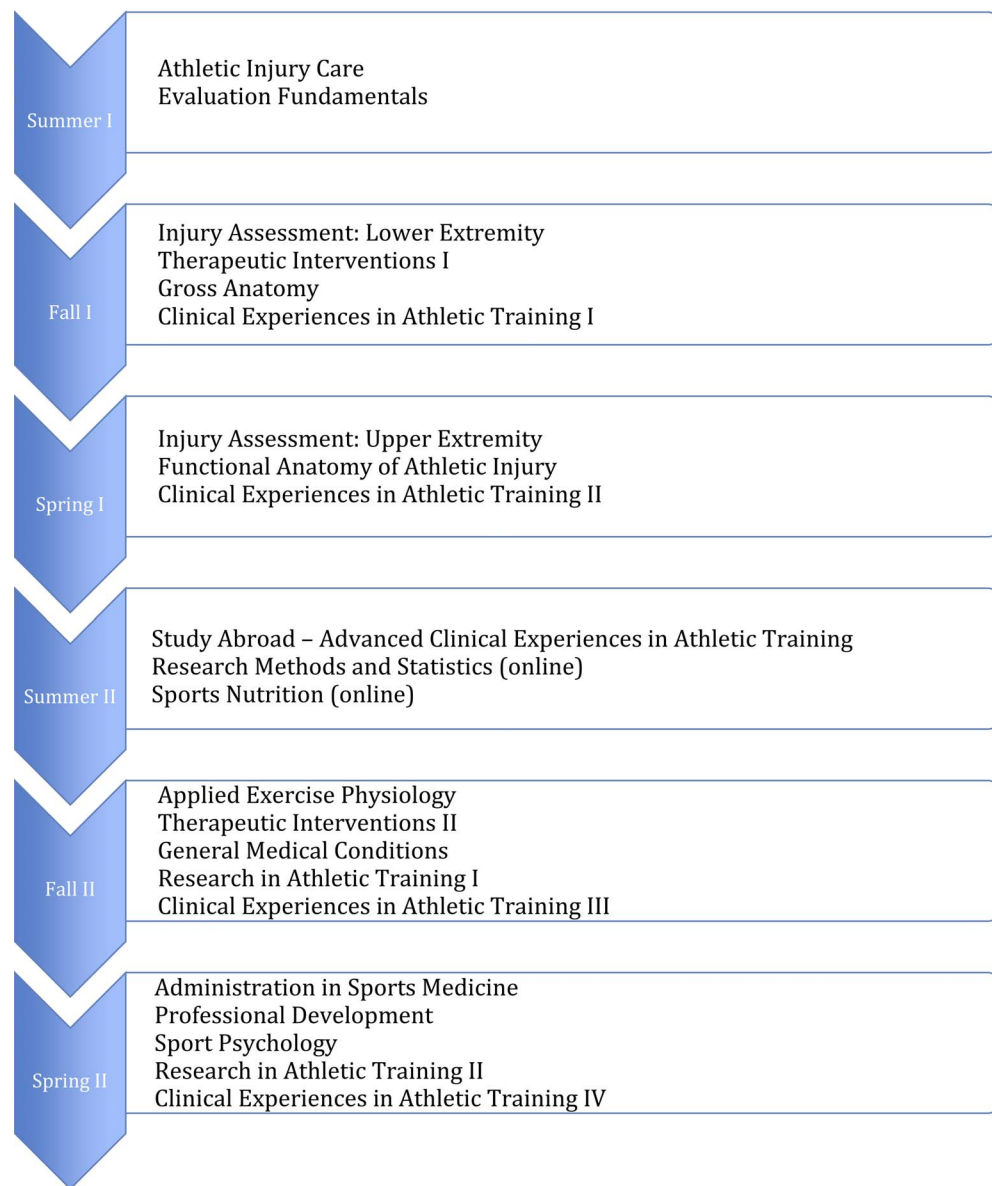 Summer I
Athletic Injury Care
Evaluation Fundamentals
Fall I
Injury Assessment: Lower Extremity
Therapeutic Interventions I
Gross Anatomy
Clinical Experiences in Athletic Training I
Spring I
Injury Assessment: Upper Extremity
Functional Anatomy of Athletic Injury
Clinical Experiences in Athletic Training II
Summer II
Study Abroad – Advanced Clinical Experiences in Athletic Training
Research Methods and Statistics (online)
Sports Nutrition (online)
Fall II
Applied Exercise Physiology
Therapeutic Interventions II
General Medical Conditions
Research in Athletic Training I
Clinical Experiences in Athletic Training III
Spring II
Administration in Sports Medicine
Professional Development
Sport Psychology
Research in Athletic Training II
Clinical Experiences in Athletic Training IV